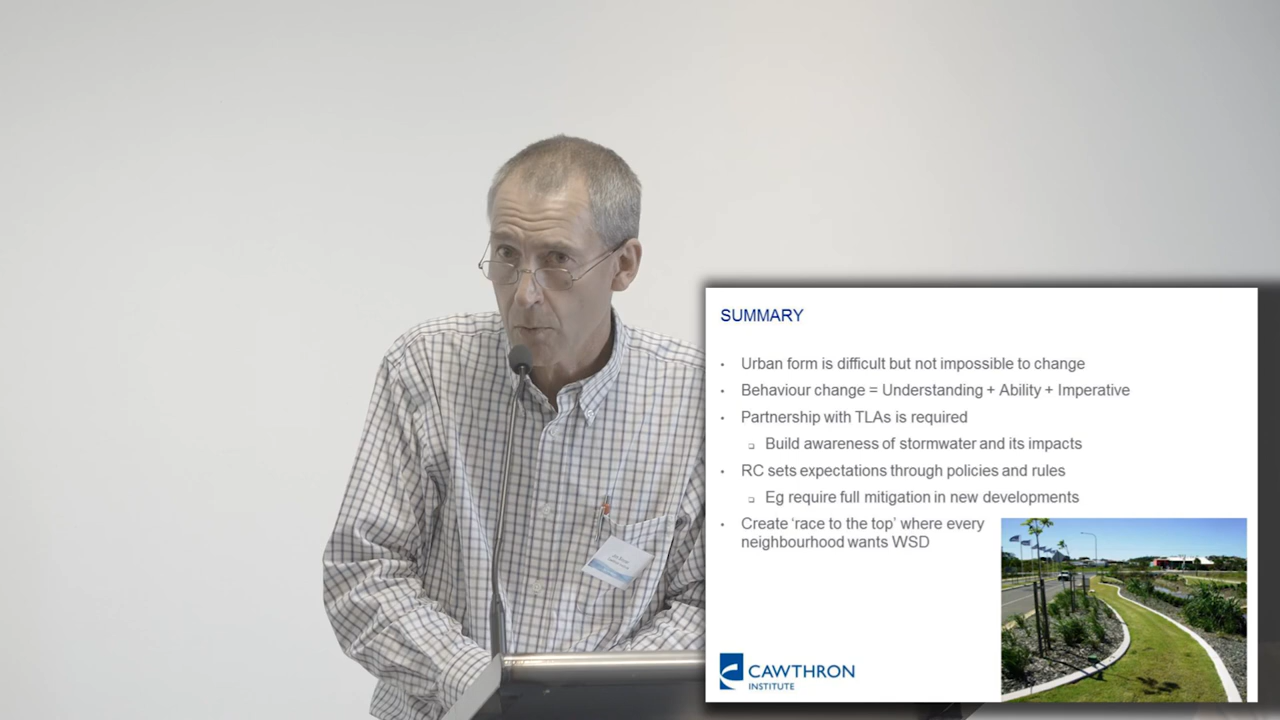 SUMMARY
Urban form is difficult but not impossible to change
Behaviour change = Understanding + Ability + Imperative
Partnership with TLAs is required
Build awareness of stormwater and its impacts
RC sets expectations through policies and rules
Eg require full mitigation in new developments
Create ‘race to the top’ where every
neighbourhood wants WSD
CAWTHRON
INSTITUTE